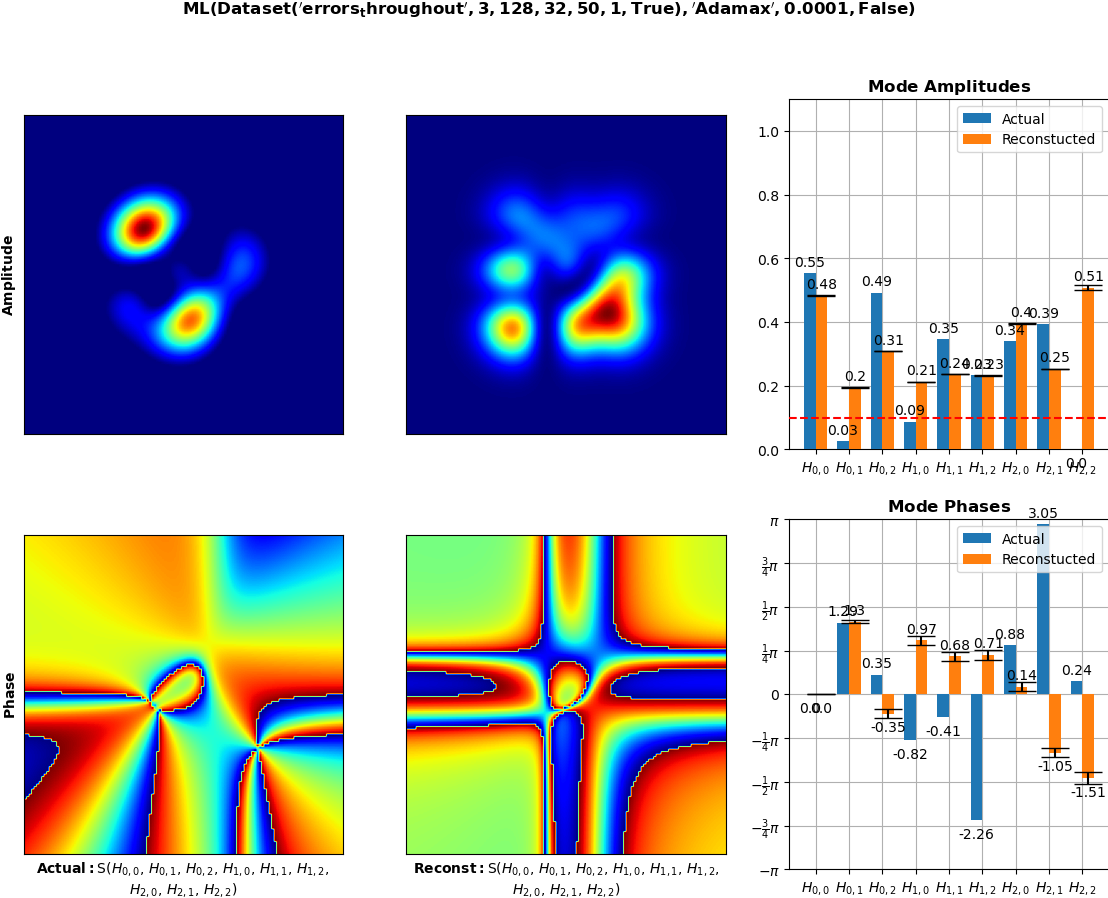 ML(Dataset('errors_throughout', 3, 128, 32, 50, 1, True), 'Adamax', 0.0001, False)
Amplitude
Mode Amplitudes
Actual
Reconstucted
1.0
0.8
0.6
0.4
0.2
0.0
0.55
0.48
0.03
0.2
0.49
0.31
0.09
0.21
0.35
0.24
0.23
0.23
0.34
0.4
0.39
0.25
0.0
0.51
H0,0 H0,1 H0,2 H1,0 H1,1 H1,2 H2,0 H2,1 H2,2
Phase
Actual: S(H0,0, H0,1, H0,2, H1,0, H1,1, H1,2,
H2,0, H2,1, H2,2)
Reconst: S(H0,0, H0,1, H0,2, H1,0, H1,1, H1,2,
H2,0, H2,1, H2,2)
Mode Phases
Actual
Reconstucted
π
3/4π
1/2π
1/4π
0
−1/4π
−1/2π
−3/4π
−π
0.0
0.0
1.29
1.3
0.35
-0.35
-0.82
0.97
-0.41
0.68
-2.26
0.71
0.88
0.14
3.05
-1.05
0.24
-1.51
H0,0 H0,1 H0,2 H1,0 H1,1 H1,2 H2,0 H2,1 H2,2